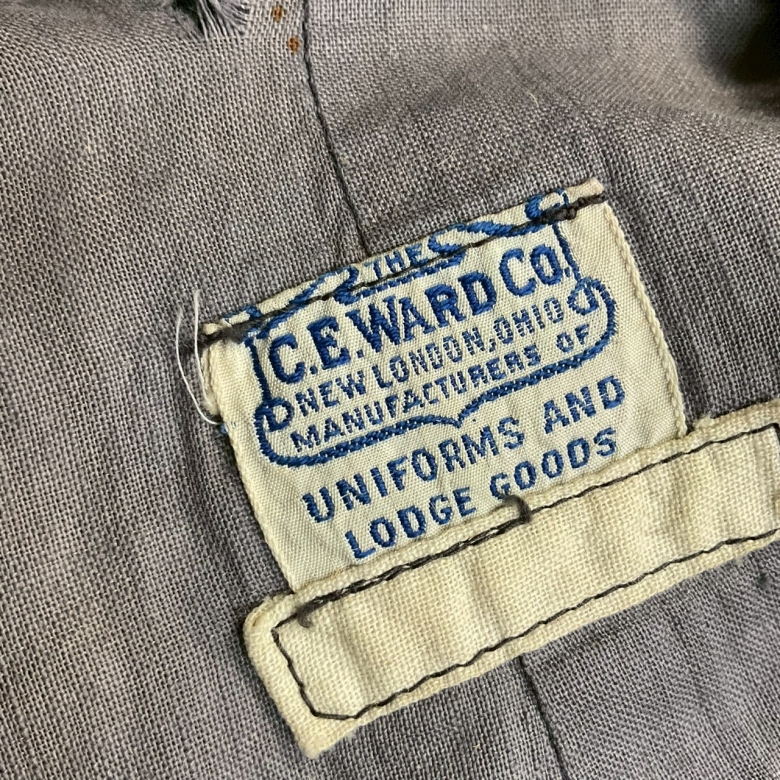 THE
C.E. WARD CO.
NEW LONDON, OHIO
MANUFACTURERS OF
UNIFORMS AND
LODGE GOODS